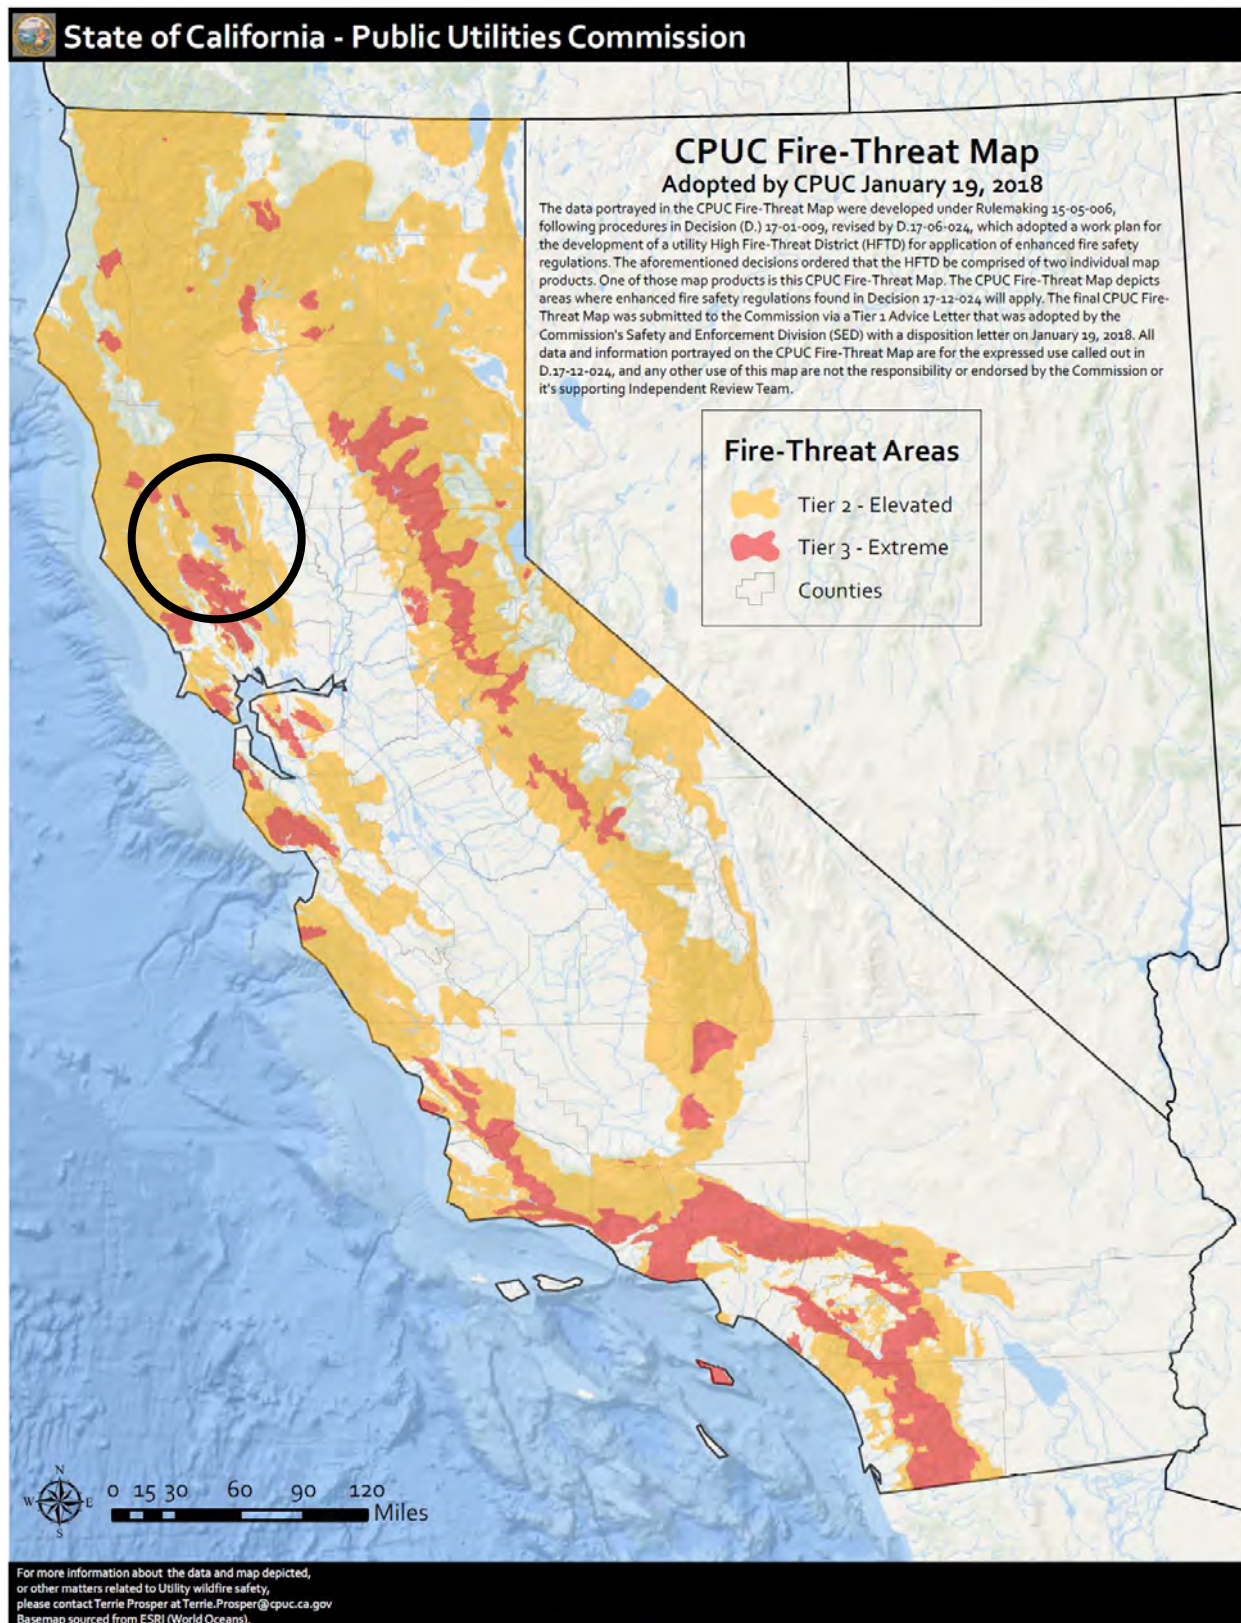 State of California - Public Utilities Commission
CPUC Fire-Threat Map
Adopted by CPUC January 19, 2018
The data portrayed in the CPUC Fire-Threat Map were developed under Rulemaking 15-05-006,
following procedures in Decision (D.) 17-01-009, revised by D.17-06-024, which adopted a work plan for
the development of a utility High Fire-Threat District (HFTD) for application of enhanced fire safety
regulations. The aforementioned decisions ordered that the HFTD be comprised of two individual map
products. One of those map products is this CPUC Fire-Threat Map. The CPUC Fire-Threat Map depicts
areas where enhanced fire safety regulations found in Decision 17-12-024 will apply. The final CPUC Fire-
Threat Map was submitted to the Commission via a Tier 1 Advice Letter that was adopted by the
Commission's Safety and Enforcement Division (SED) with a disposition letter on January 19, 2018. All
data and information portrayed on the CPUC Fire-Threat Map are for the expressed use called out in
D.17-12-024, and any other use of this map are not the responsibility or endorsed by the Commission or
it's supporting Independent Review Team.
Fire-Threat Areas
Tier 2 - Elevated
Tier 3 - Extreme
Counties
N
W E
S
0 15 30 60 90 120
Miles
For more information about the data and map depicted,
or other matters related to Utility wildfire safety,
please contact Terrie Prosper at Terrie.Prosper@cpuc.ca.gov
Basemap sourced from ESRI (World Oceans).